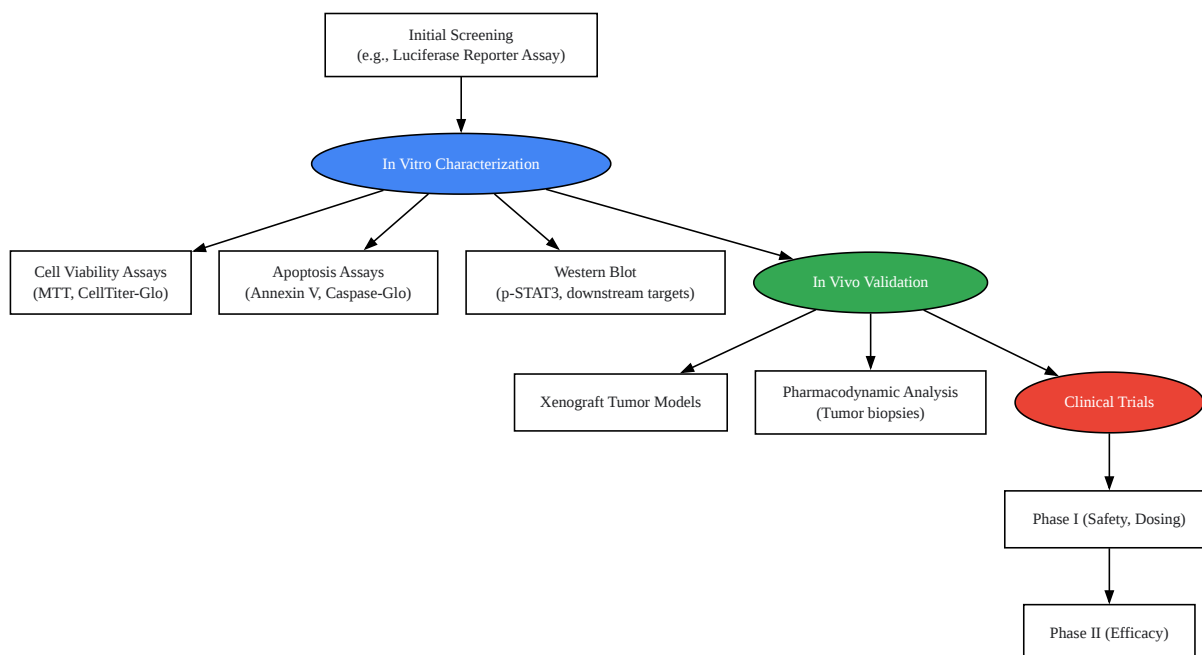 Initial Screening
(e.g., Luciferase Reporter Assay)
In Vitro Characterization
Cell Viability Assays
(MTT, CellTiter-Glo)
Apoptosis Assays
(Annexin V, Caspase-Glo)
Western Blot
(p-STAT3, downstream targets)
In Vivo Validation
Xenograft Tumor Models
Pharmacodynamic Analysis
(Tumor biopsies)
Clinical Trials
Phase I (Safety, Dosing)
Phase II (Efficacy)